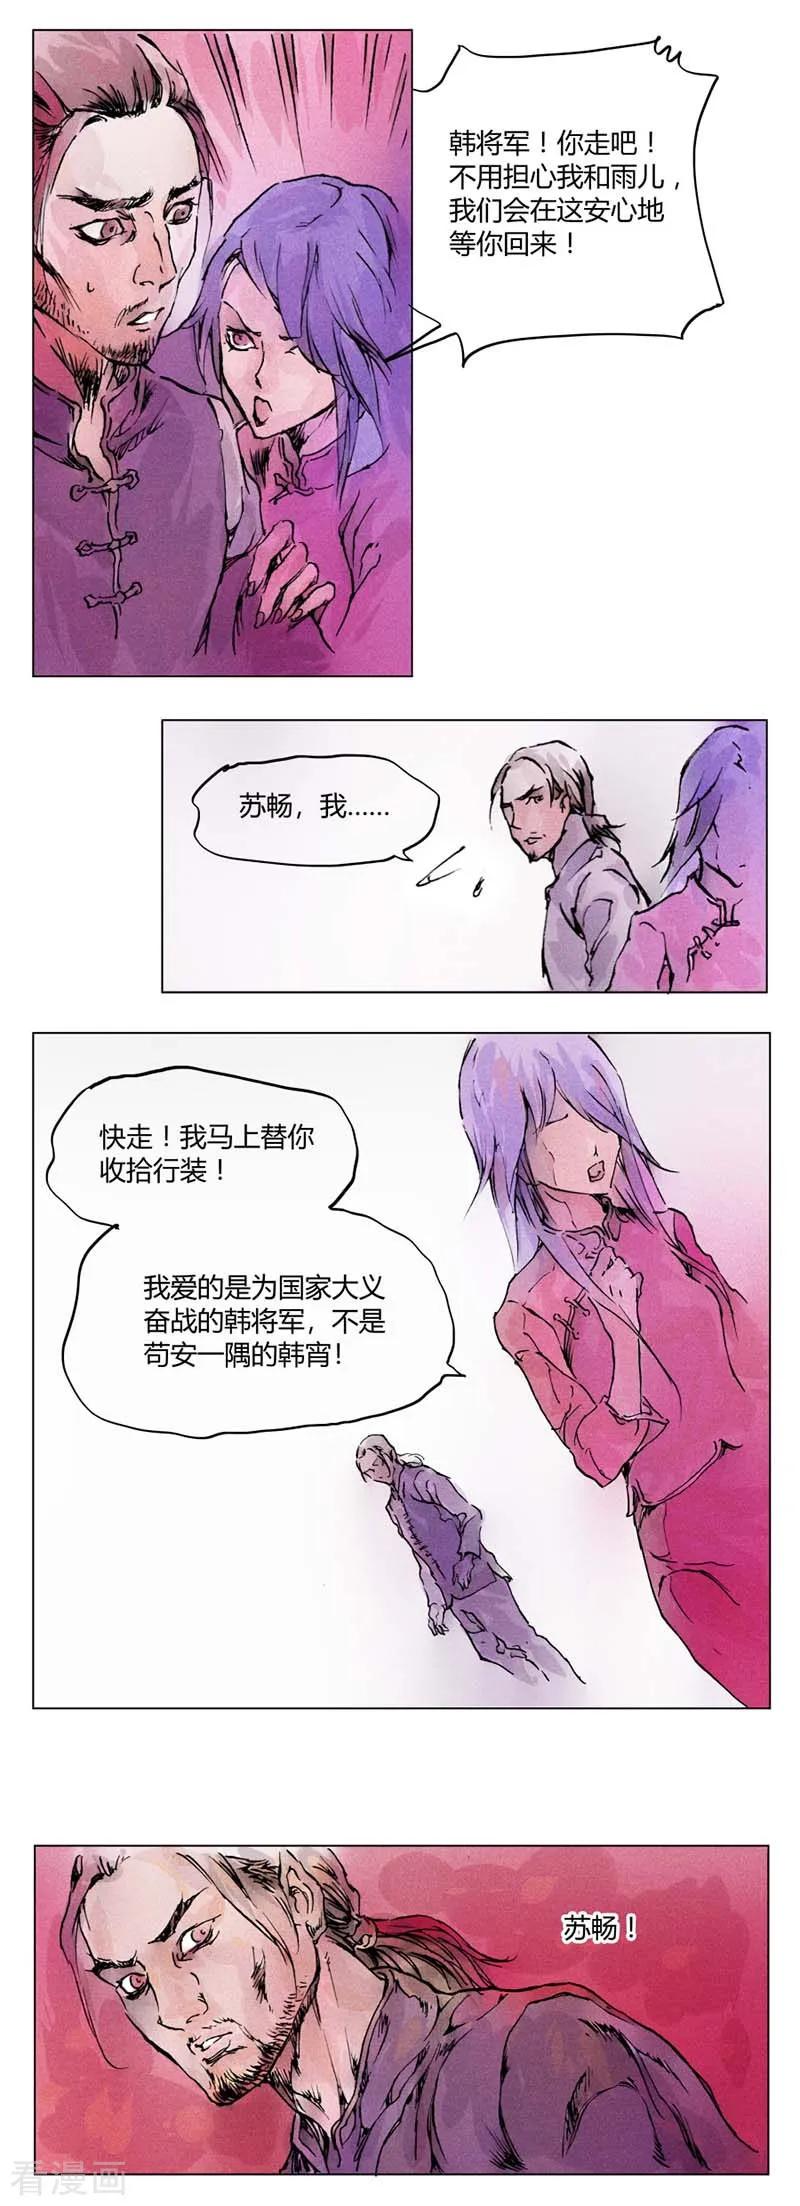 韩将军！你走吧！
不用担心我和雨儿，
我们会在这安心地
等你回来！
苏畅，我……
快走！我马上替你
收拾行装！
我爱的是为国家大义
奋战的韩将军，不是
苟安一隅的韩宵！
苏畅！
看漫画